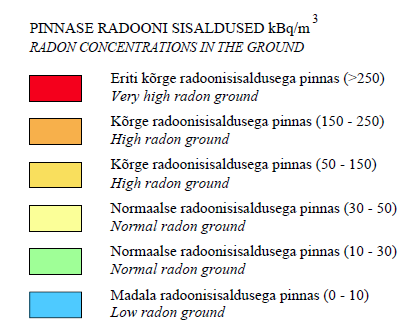 PINNASE RADOONI SISALDUSED kBq/m³
RADON CONCENTRATIONS IN THE GROUND
Eriti kõrge radoonisisaldusega pinnas (>250)
Very high radon ground
Kõrge radoonisisaldusega pinnas (150 - 250)
High radon ground
Kõrge radoonisisaldusega pinnas (50 - 150)
High radon ground
Normaalse radoonisisaldusega pinnas (30 - 50)
Normal radon ground
Normaalse radoonisisaldusega pinnas (10 - 30)
Normal radon ground
Madala radoonisisaldusega pinnas (0 - 10)
Low radon ground